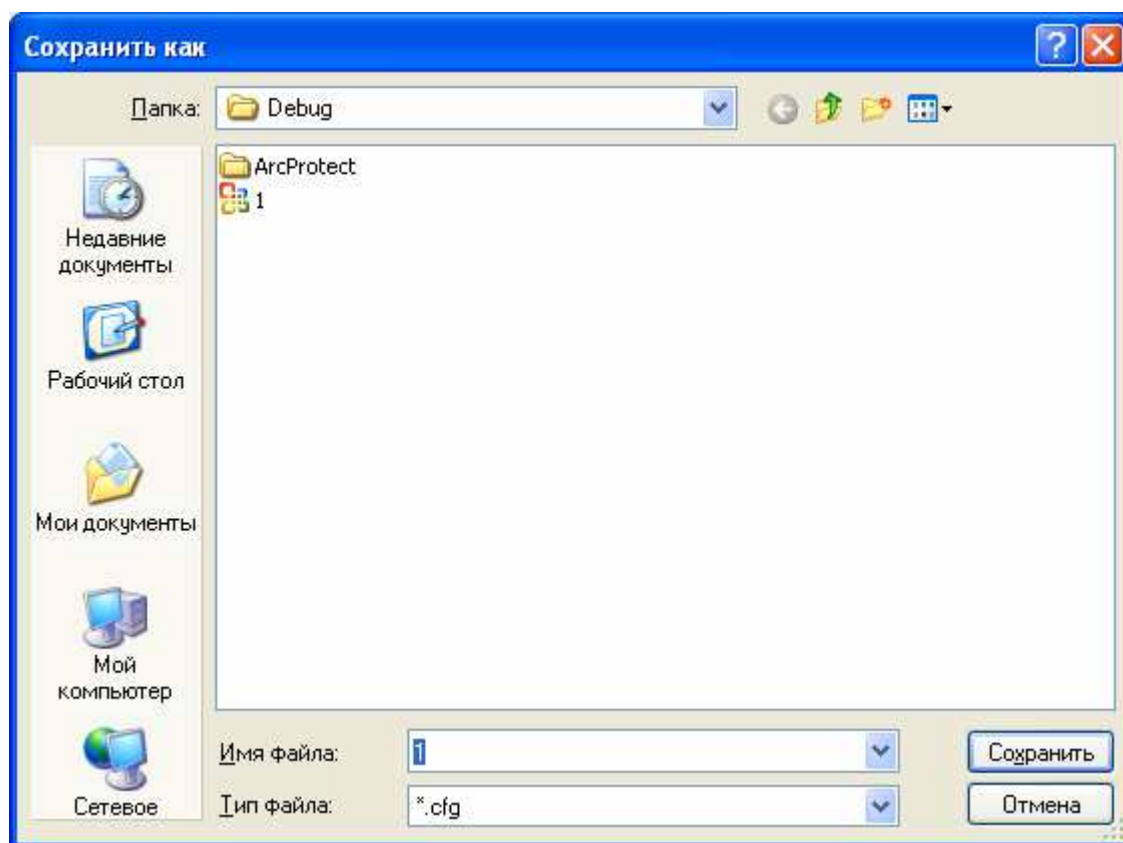 Сохранить как
Папка:
Debug
ArcProtect
1
Недавние
документы
Рабочий стол
Мои документы
Мой
компьютер
Сетевое
Имя файла:
1
Сохранить
Тип файла:
*.cfg
Отмена